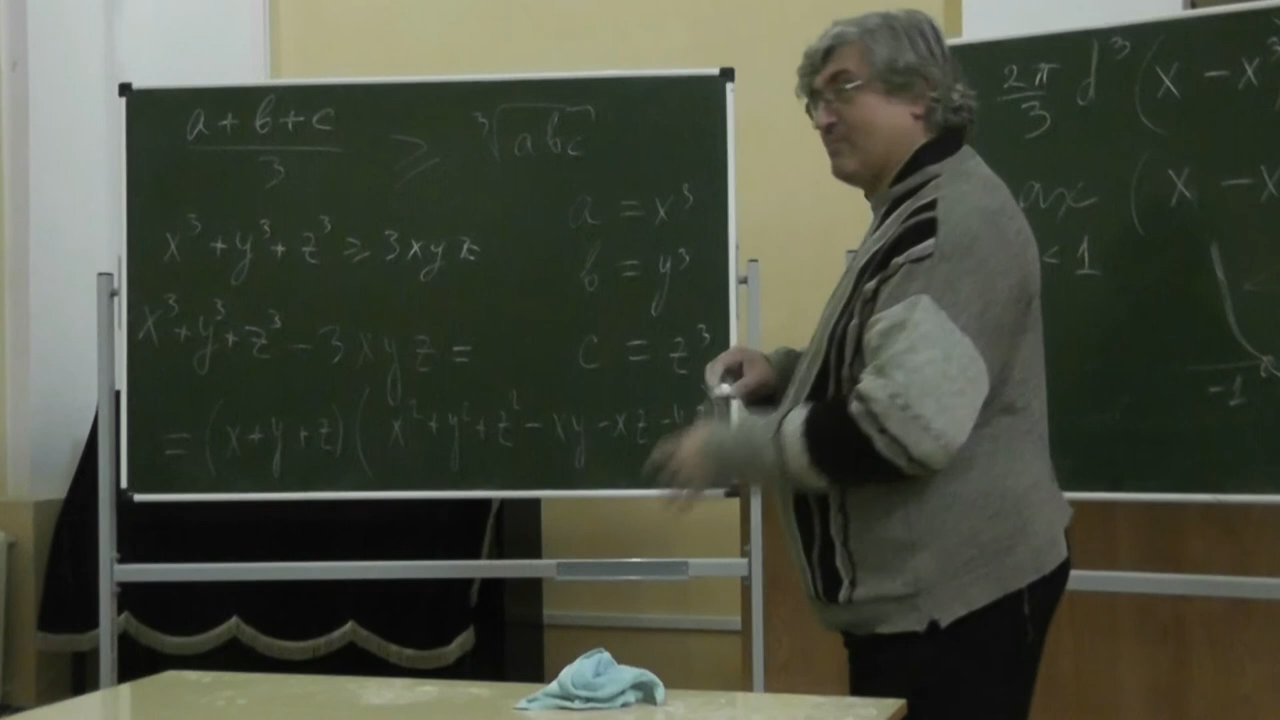 a + b + c / 3 ≥ ∛abc
a = x³
x³ + y³ + z³ ≥ 3xyz
b = y³
x³ + y³ + z³ - 3xyz =
c = z³
= (x + y + z)(x² + y² + z² - xy - xz - y
2π/3 d³ (x - x³
ax (x - x
< 1
-1